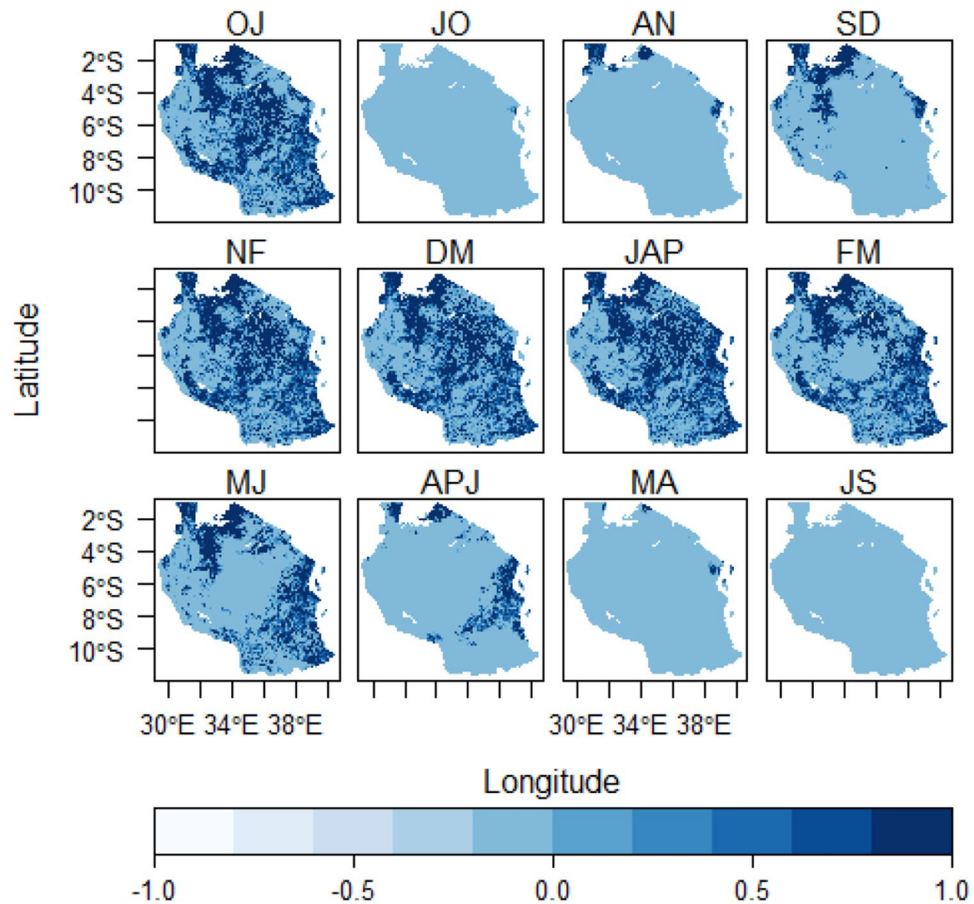 OJ JO AN SD
2°S
4°S
6°S
8°S
10°S
NF DM JAP FM
Latitude
MJ APJ MA JS
2°S
4°S
6°S
8°S
10°S
30°E 34°E 38°E 30°E 34°E 38°E
Longitude
-1.0 -0.5 0.0 0.5 1.0